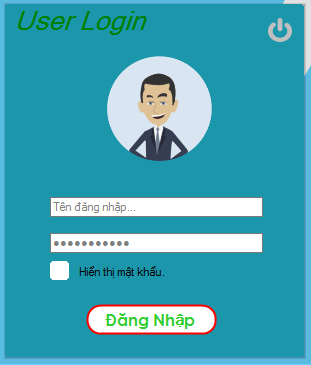 User Login
Tên đăng nhập...
●●●●●●●●●●●
Hiển thị mật khẩu.
Đăng Nhập